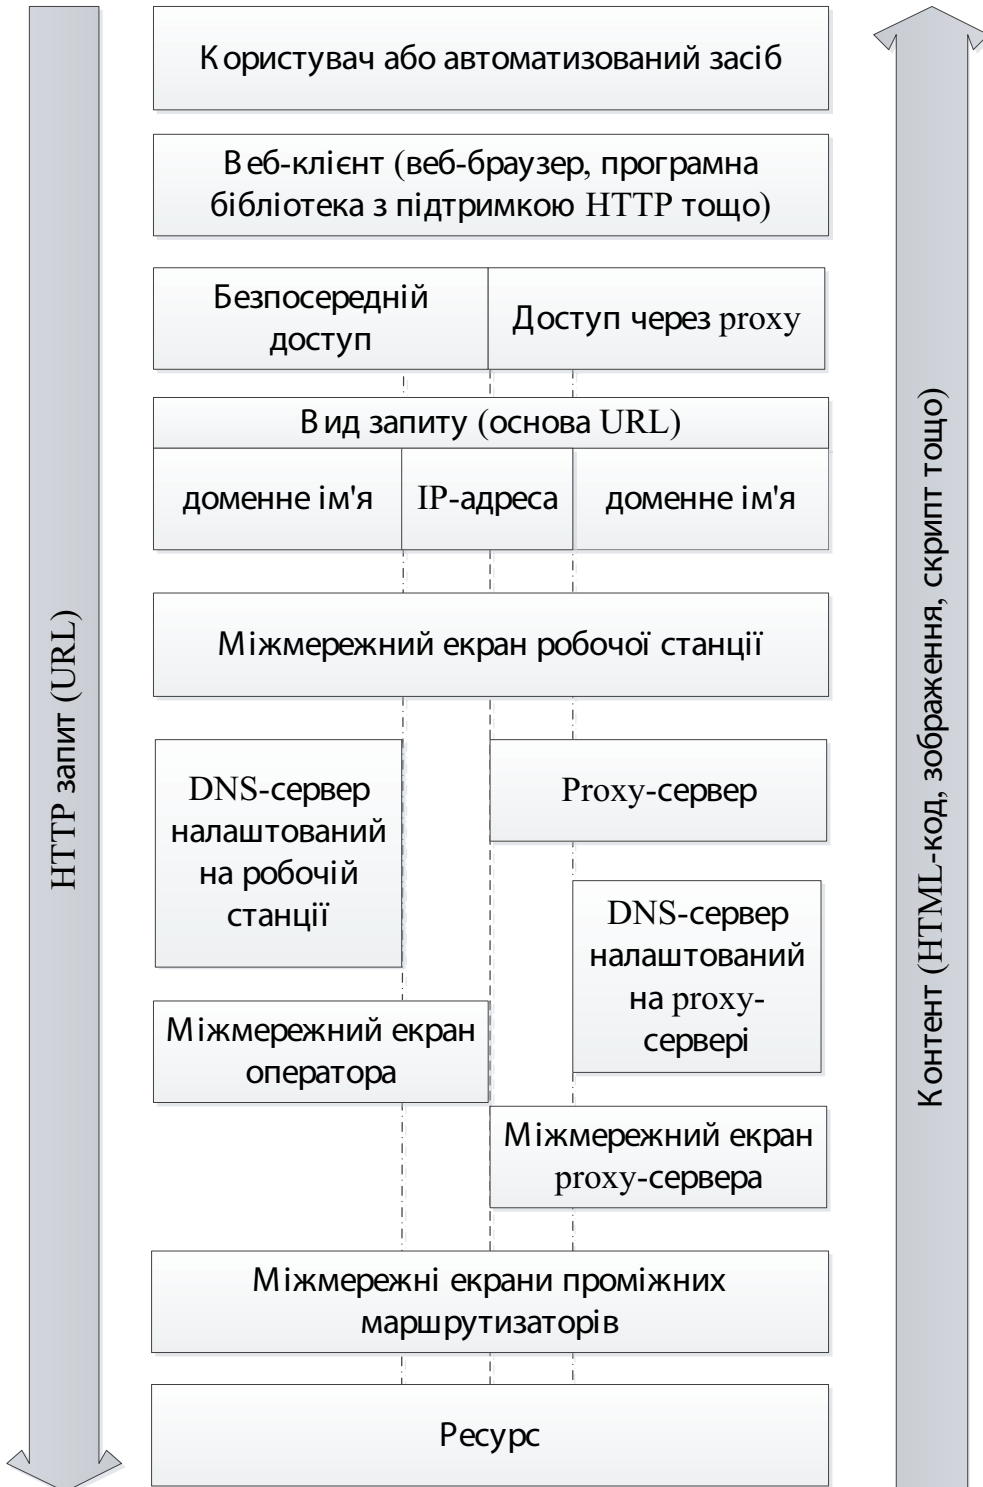 Користувач або автоматизований засіб
Веб-клієнт (веб-браузер, програмна
бібліотека з підтримкою HTTP тощо)
Безпосередній
доступ
Доступ через proxy
Вид запиту (основа URL)
доменне ім'я
IP-адреса
доменне ім'я
Міжмережний екран робочої станції
DNS-сервер
налаштований
на робочій
станції
Proxy-сервер
DNS-сервер
налаштований
на proxy-
сервері
Міжмережний екран
оператора
Міжмережний екран
proxy-сервера
Міжмережні екрани проміжних
маршрутизаторів
Ресурс
HTTP запит (URL)
Контент (HTML-код, зображення, скрипт тощо)